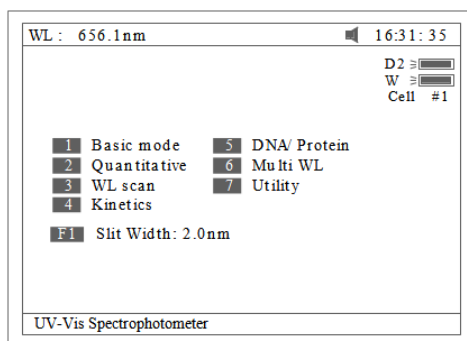 WL : 656.1nm 16:31:35
D2
W
Cell #1
1 Basic mode 5 DNA/ Protein
2 Quantitative 6 Multi WL
3 WL scan 7 Utility
4 Kinetics
F1 Slit Width: 2.0nm
UV-Vis Spectrophotometer